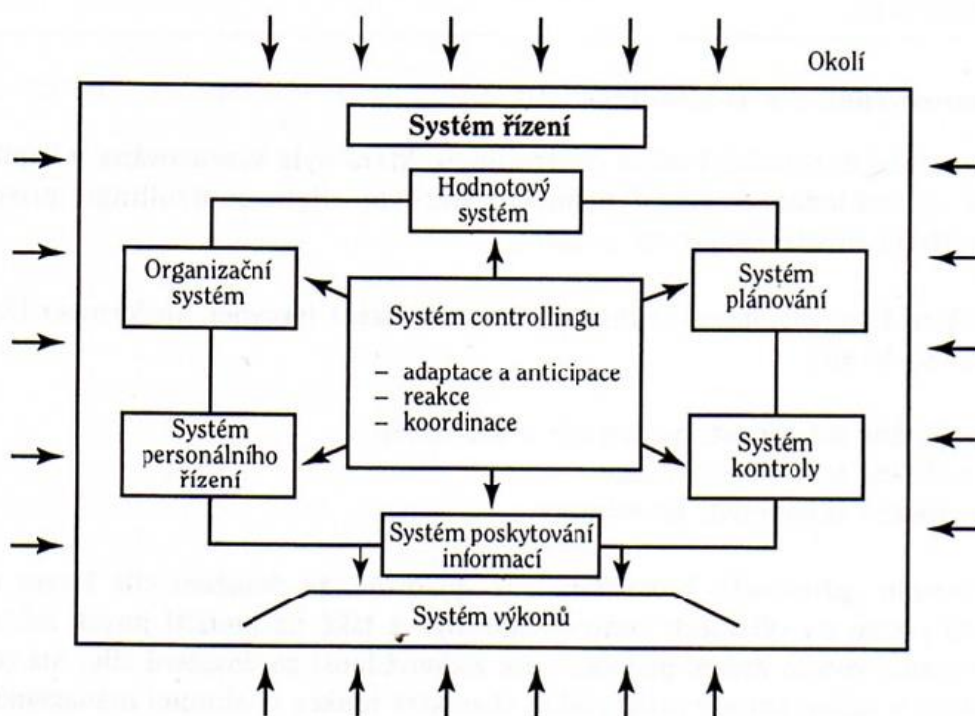 Okolí
Systém řízení
Hodnotový
systém
Organizační
systém
Systém
plánování
Systém controllingu
– adaptace a anticipace
– reakce
– koordinace
Systém
personálního
řízení
Systém
kontroly
Systém poskytování
informací
Systém výkonů